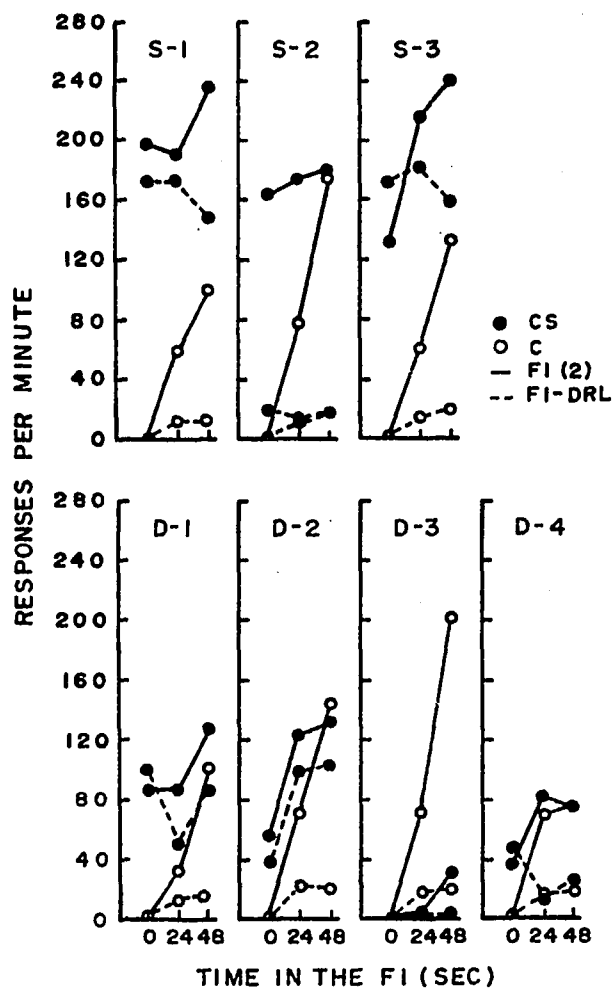 280
240
200
160
120
80
40
0
S-1
S-2
S-3
● CS
○ C
— FI (2)
-- FI-DRL
RESPONSES PER MINUTE
280
240
200
160
120
80
40
0
D-1
D-2
D-3
D-4
0 24 48
0 24 48
0 24 48
0 24 48
TIME IN THE FI (SEC)